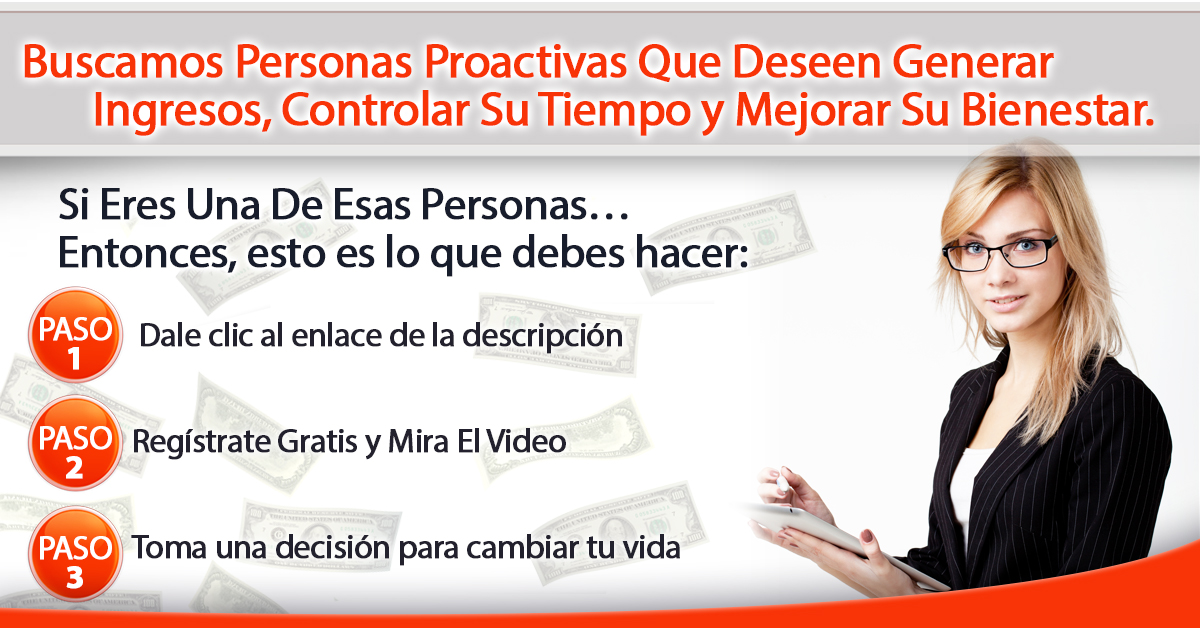 Buscamos Personas Proactivas Que Deseen Generar
Ingresos, Controlar Su Tiempo y Mejorar Su Bienestar.
Si Eres Una De Esas Personas...
Entonces, esto es lo que debes hacer:
PASO
1
Dale clic al enlace de la descripción
PASO
2
Regístrate Gratis y Mira El Video
PASO
3
Toma una decisión para cambiar tu vida